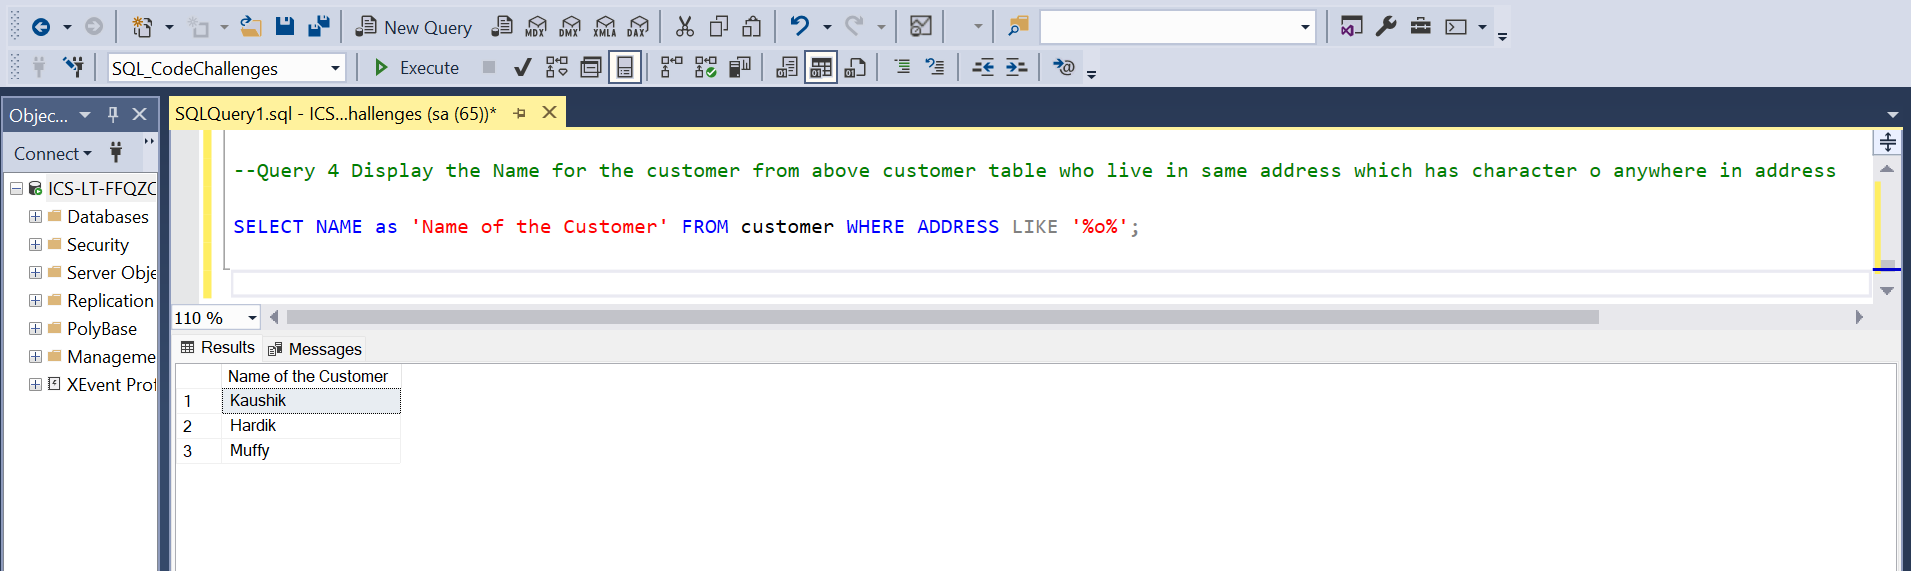 New Query MDX DMX XMLA DAX
SQL_CodeChallenges Execute
Objec...
SQLQuery1.sql - ICS...hallenges (sa (65))*
Connect
ICS-LT-FFQZC
Databases
Security
Server Obje
Replication
PolyBase
Manageme
XEvent Prof
--Query 4 Display the Name for the customer from above customer table who live in same address which has character o anywhere in address
SELECT NAME as 'Name of the Customer' FROM customer WHERE ADDRESS LIKE '%o%';
110 %
Results Messages
Name of the Customer
1 Kaushik
2 Hardik
3 Muffy